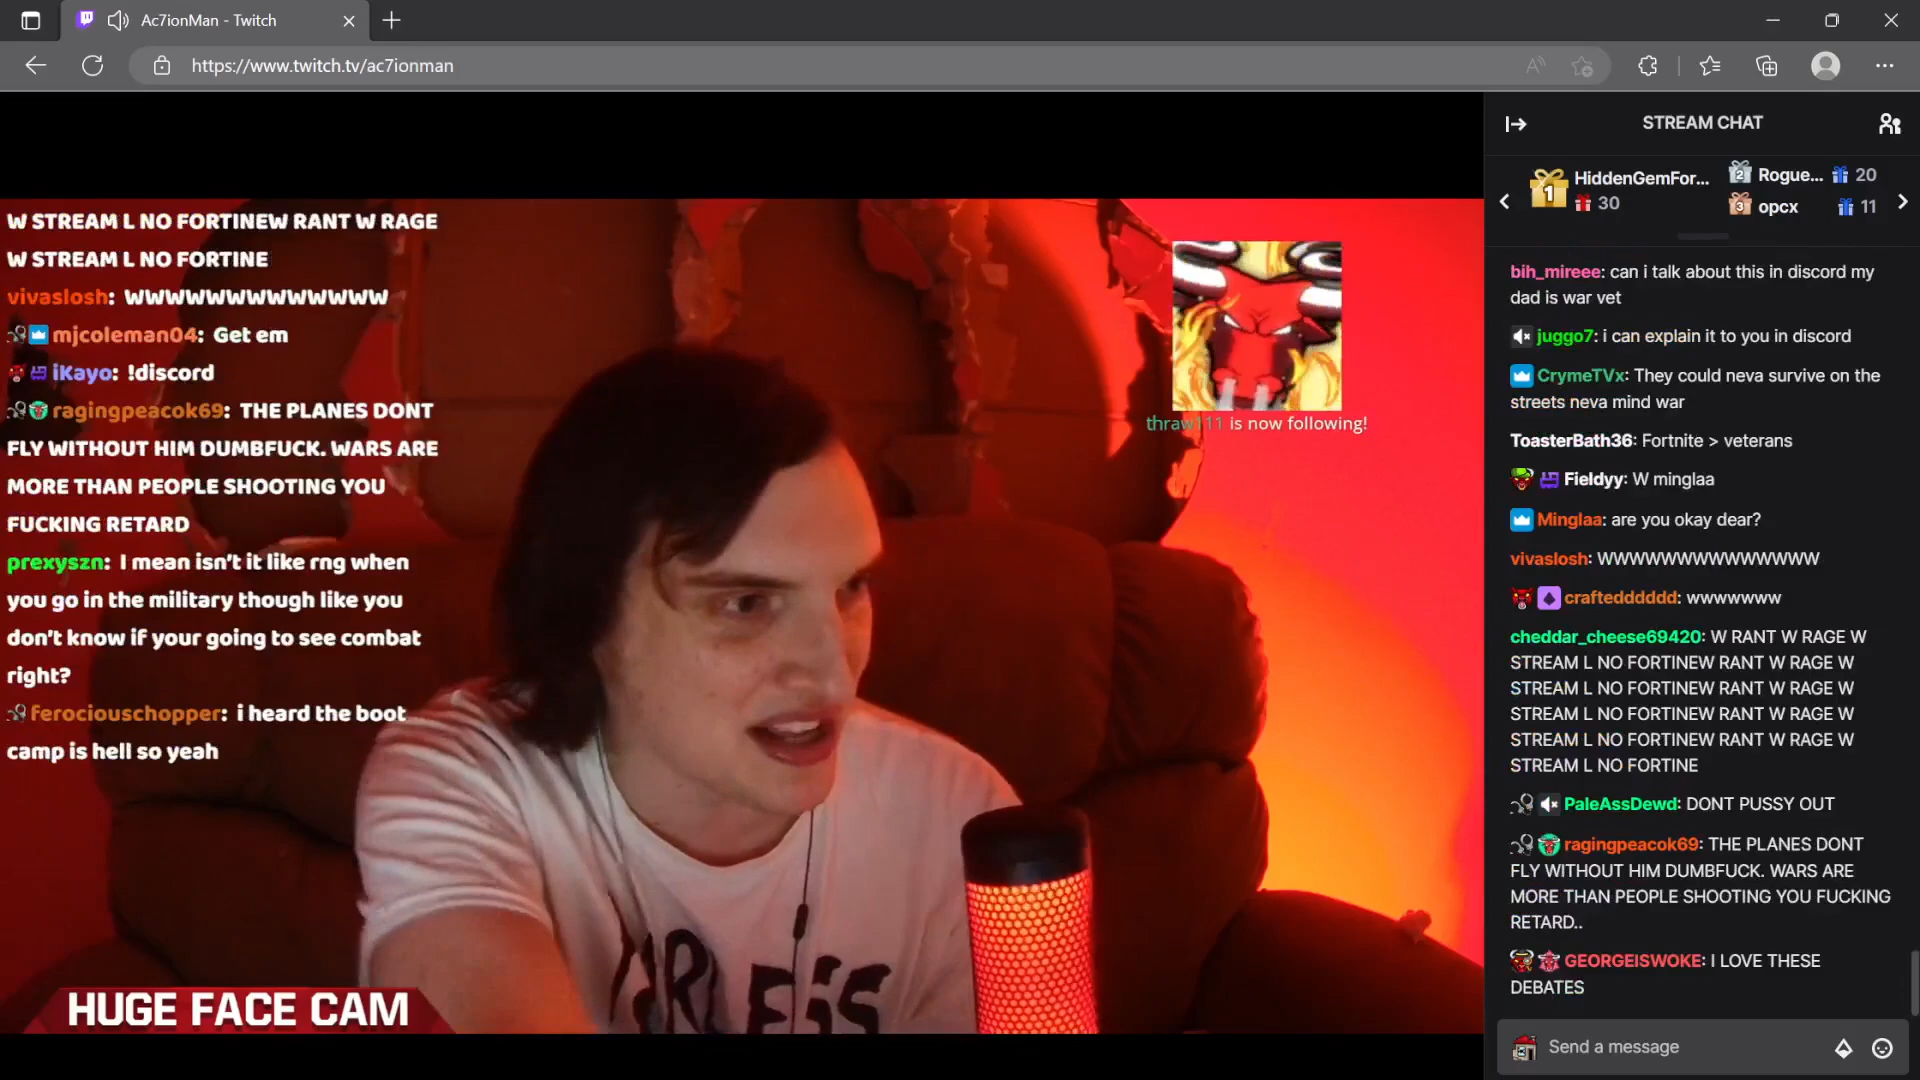 Ac7ionMan - Twitch
https://www.twitch.tv/ac7ionman
W STREAM L NO FORTINEW RANT W RAGE
W STREAM L NO FORTINE
vivaslosh: WWWWWWWWWWWWW
mjcoleman04: Get em
iKayo: !discord
ragingpeacok69: THE PLANES DONT
FLY WITHOUT HIM DUMBFUCK. WARS ARE
MORE THAN PEOPLE SHOOTING YOU
FUCKING RETARD
prexyszn: I mean isn't it like rng when
you go in the military though like you
don't know if your going to see combat
right?
ferociouschopper: i heard the boot
camp is hell so yeah
thraw111 is now following!
HUGE FACE CAM
STREAM CHAT
1
HiddenGemFor...
30
2
Rogue...
20
3
opcx
11
bih_mireee: can i talk about this in discord my
dad is war vet
juggo7: i can explain it to you in discord
CrymeTVx: They could neva survive on the
streets neva mind war
ToasterBath36: Fortnite > veterans
Fieldyy: W minglaa
Minglaa: are you okay dear?
vivaslosh: WWWWWWWWWWWWWW
crafteddddd: wwwwwww
cheddar_cheese69420: W RANT W RAGE W
STREAM L NO FORTINEW RANT W RAGE W
STREAM L NO FORTINEW RANT W RAGE W
STREAM L NO FORTINEW RANT W RAGE W
STREAM L NO FORTINEW RANT W RAGE W
STREAM L NO FORTINE
PaleAssDewd: DONT PUSSY OUT
ragingpeacok69: THE PLANES DONT
FLY WITHOUT HIM DUMBFUCK. WARS ARE
MORE THAN PEOPLE SHOOTING YOU FUCKING
RETARD..
GEORGEISWOKE: I LOVE THESE
DEBATES
Send a message